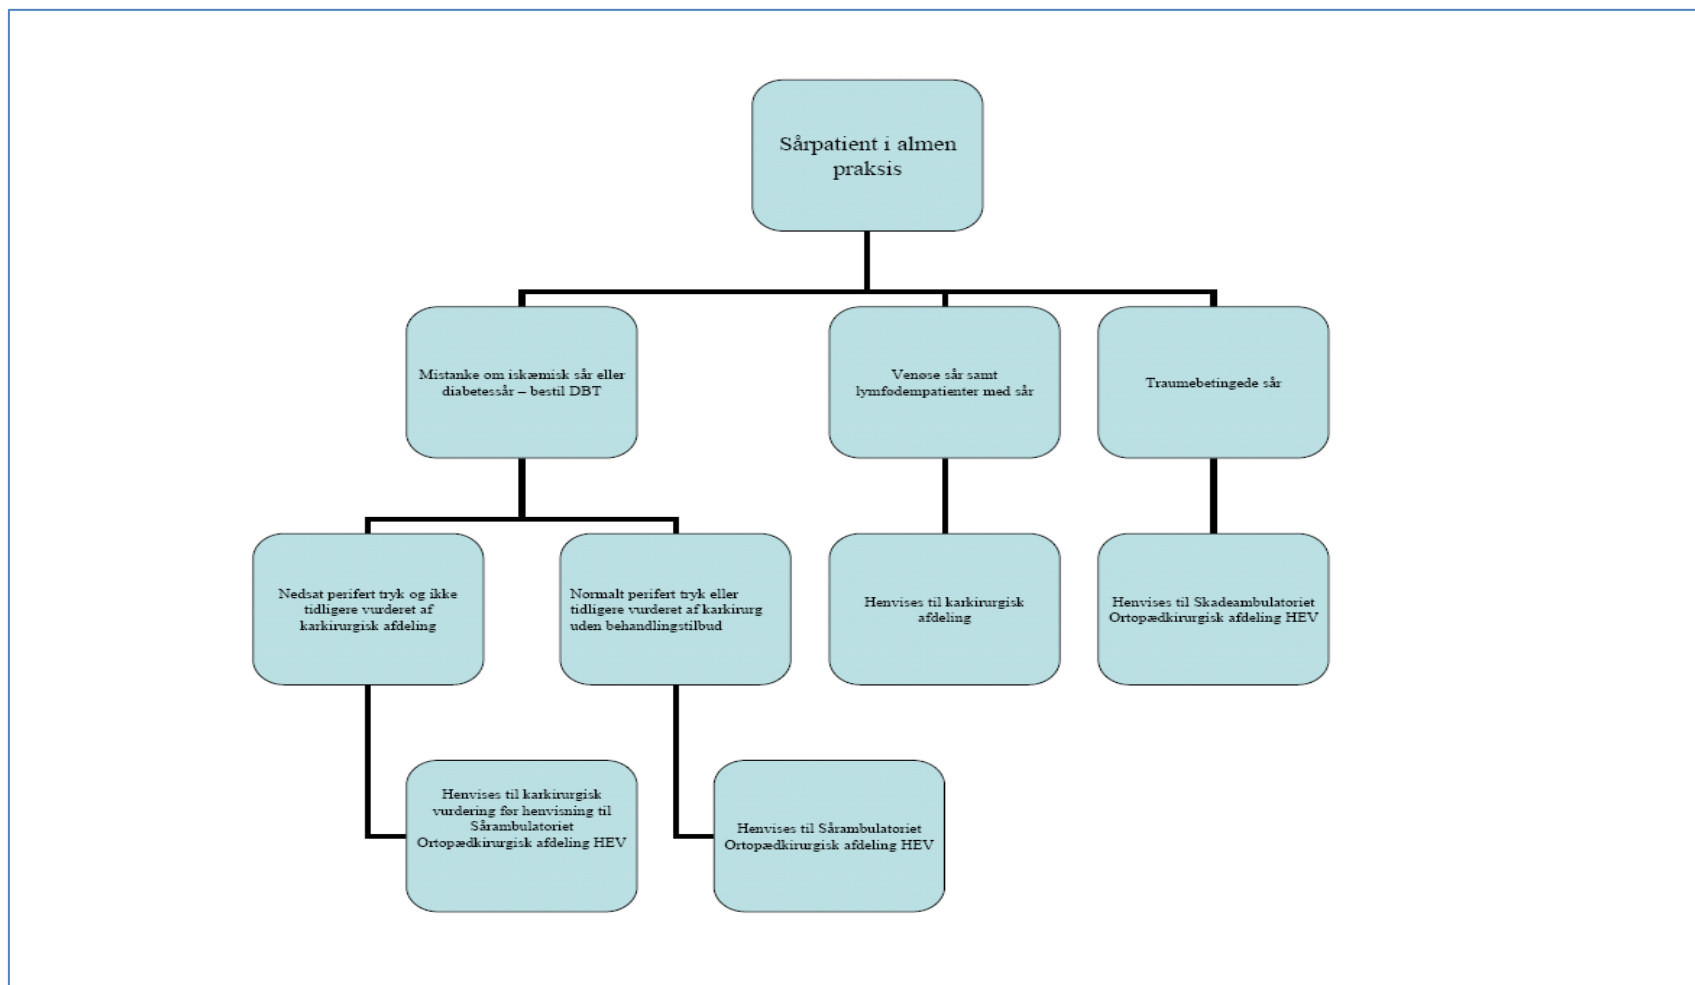 Sårpatient i almen
praksis
Mistanke om iskæmisk sår eller
diabetessår – bestil DBT
Venøse sår samt
lymfødempatienter med sår
Traumebetingede sår
Nedsat perifert tryk og ikke
tidligere vurderet af
karkirurgisk afdeling
Normalt perifert tryk eller
tidligere vurderet af karkirurg
uden behandlingstilbud
Henvises til karkirurgisk
afdeling
Henvises til Skadeambulatoriet
Ortopædkirurgisk afdeling HEV
Henvises til karkirurgisk
vurdering før henvisning til
Sårambulatoriet
Ortopædkirurgisk afdeling HEV
Henvises til Sårambulatoriet
Ortopædkirurgisk afdeling HEV